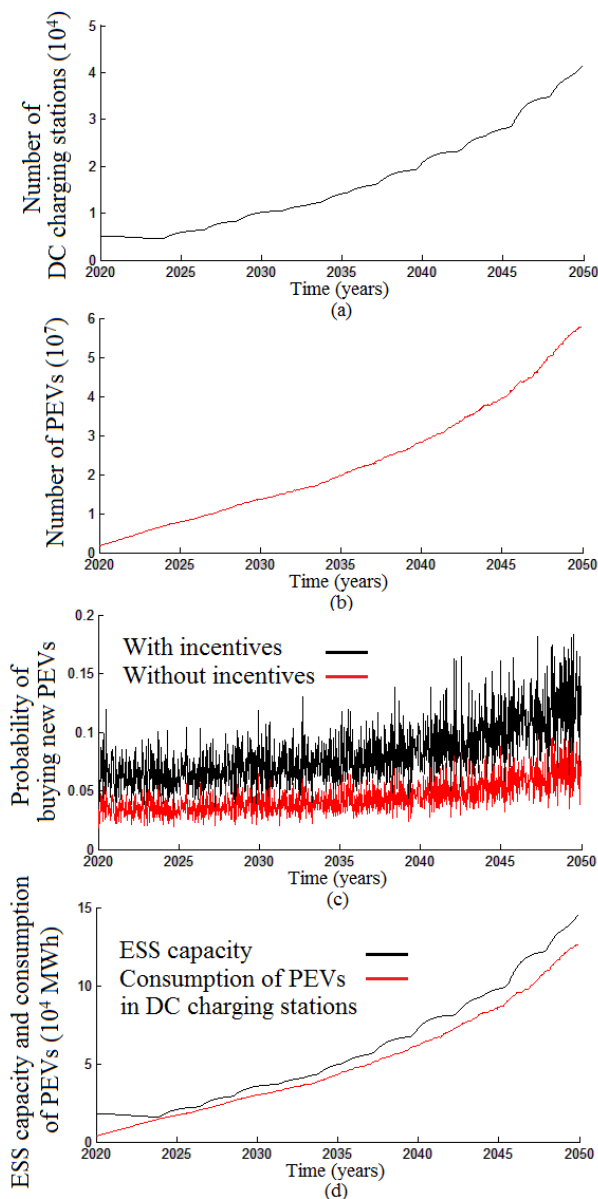 Number of
DC charging stations (10⁴)
5
4
3
2
1
0
2020 2025 2030 2035 2040 2045 2050
Time (years)
(a)
Number of PEVs (10⁷)
6
5
4
3
2
1
0
2020 2025 2030 2035 2040 2045 2050
Time (years)
(b)
Probability of
buying new PEVs
0.2
0.15
0.1
0.05
0
With incentives
Without incentives
2020 2025 2030 2035 2040 2045 2050
Time (years)
(c)
ESS capacity and consumption
of PEVs (10⁴ MWh)
15
10
5
0
ESS capacity
Consumption of PEVs
in DC charging stations
2020 2025 2030 2035 2040 2045 2050
Time (years)
(d)